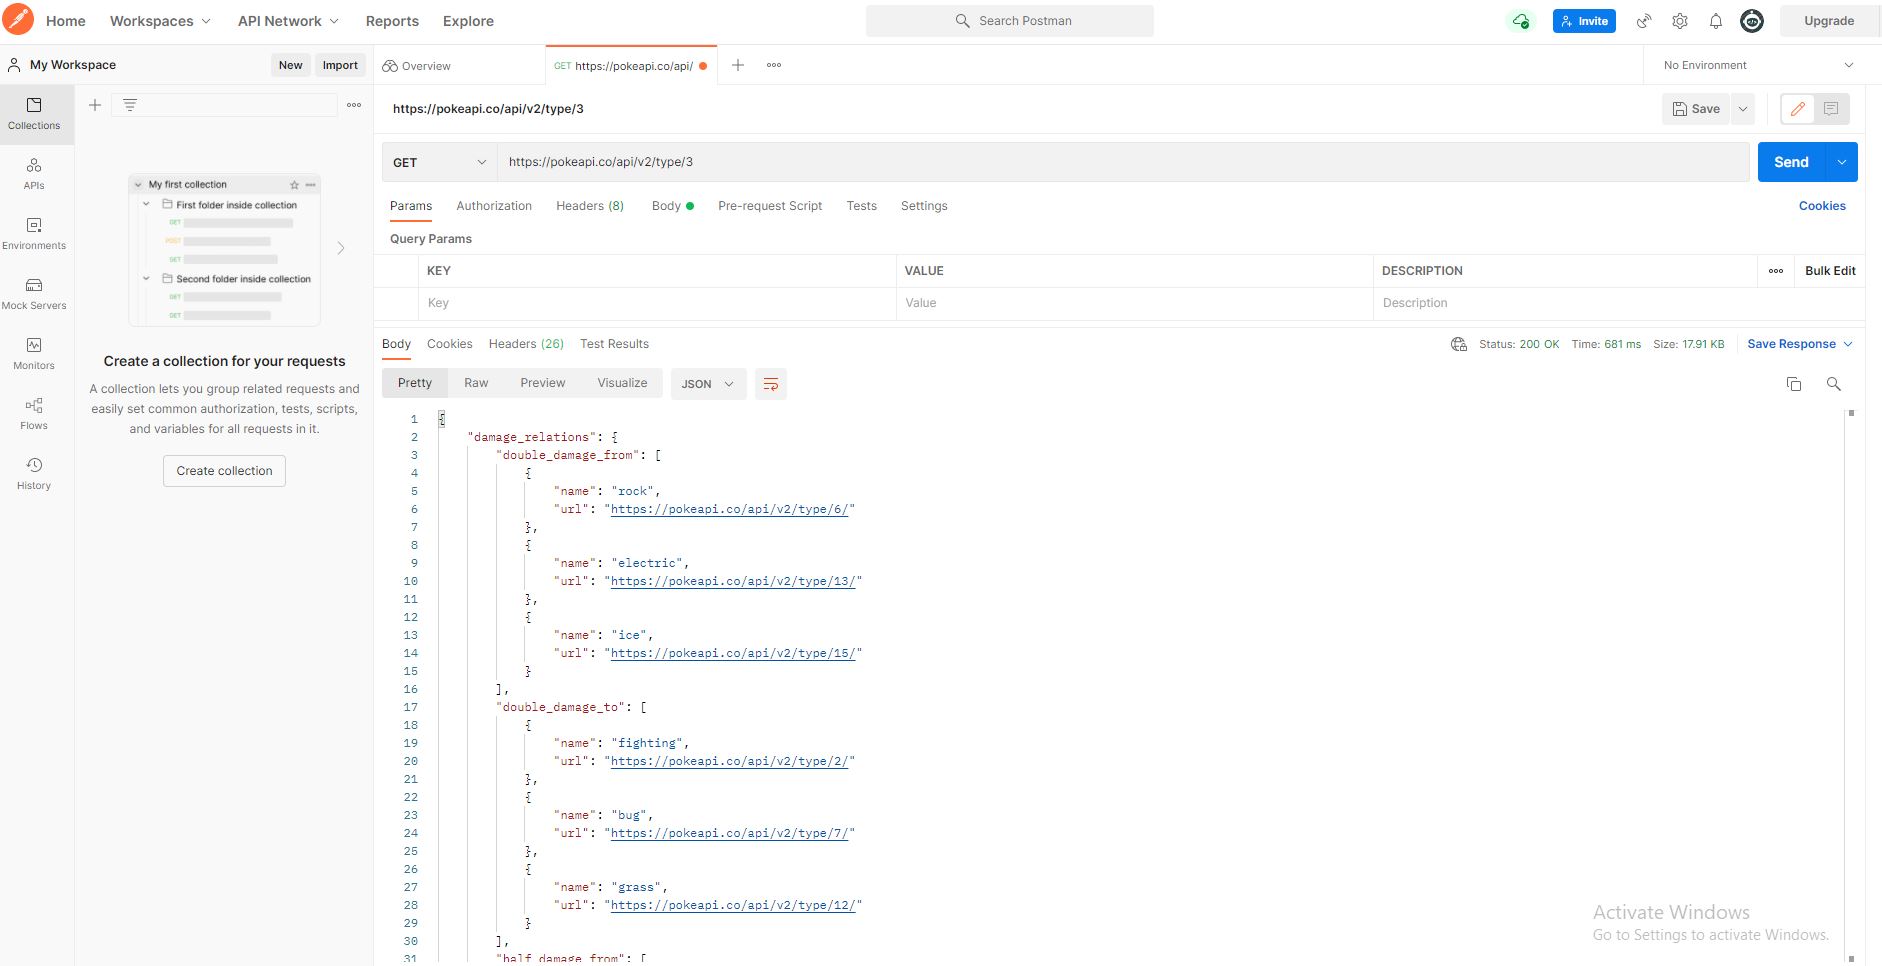 Home Workspaces API Network Reports Explore Search Postman Invite Upgrade
My Workspace New Import Overview GET https://pokeapi.co/api/ No Environment
Collections
APIs
Environments
Mock Servers
Monitors
Flows
History
My first collection
First folder inside collection
GET
POST
GET
Second folder inside collection
GET
GET
Create a collection for your requests
A collection lets you group related requests and
easily set common authorization, tests, scripts,
and variables for all requests in it.
Create collection
https://pokeapi.co/api/v2/type/3 Save
GET https://pokeapi.co/api/v2/type/3 Send
Params Authorization Headers (8) Body Pre-request Script Tests Settings Cookies
Query Params
KEY VALUE DESCRIPTION Bulk Edit
Key Value Description
Body Cookies Headers (26) Test Results Status: 200 OK Time: 681 ms Size: 17.91 KB Save Response
Pretty Raw Preview Visualize JSON
1 {
2 "damage_relations": {
3 "double_damage_from": [
4 {
5 "name": "rock",
6 "url": "https://pokeapi.co/api/v2/type/6/"
7 },
8 {
9 "name": "electric",
10 "url": "https://pokeapi.co/api/v2/type/13/"
11 },
12 {
13 "name": "ice",
14 "url": "https://pokeapi.co/api/v2/type/15/"
15 }
16 ],
17 "double_damage_to": [
18 {
19 "name": "fighting",
20 "url": "https://pokeapi.co/api/v2/type/2/"
21 },
22 {
23 "name": "bug",
24 "url": "https://pokeapi.co/api/v2/type/7/"
25 },
26 {
27 "name": "grass",
28 "url": "https://pokeapi.co/api/v2/type/12/"
29 }
30 ],
31 "half_damage_from": [
Activate Windows
Go to Settings to activate Windows.